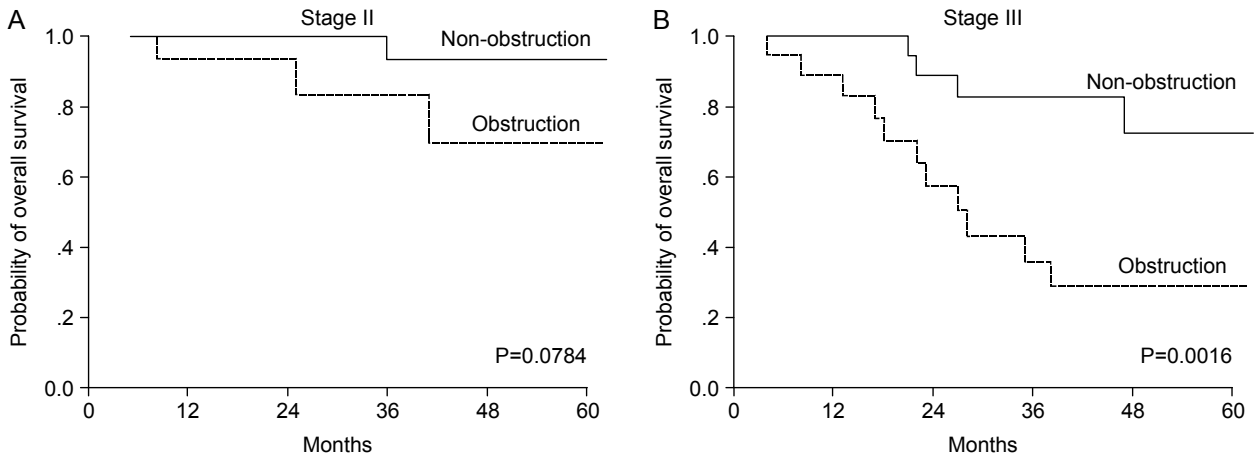 A
Stage II
Probability of overall survival
1.0
.8
.6
.4
.2
0.0
Non-obstruction
Obstruction
P=0.0784
0 12 24 36 48 60
Months
B
Stage III
Probability of overall survival
1.0
.8
.6
.4
.2
0.0
Non-obstruction
Obstruction
P=0.0016
0 12 24 36 48 60
Months